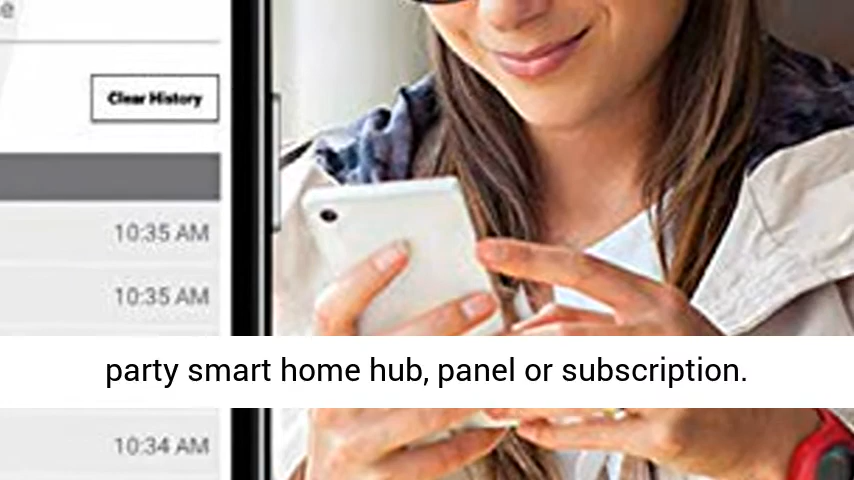 e
Clear History
10:35 AM
10:35 AM
party smart home hub, panel or subscription.
10:34 AM